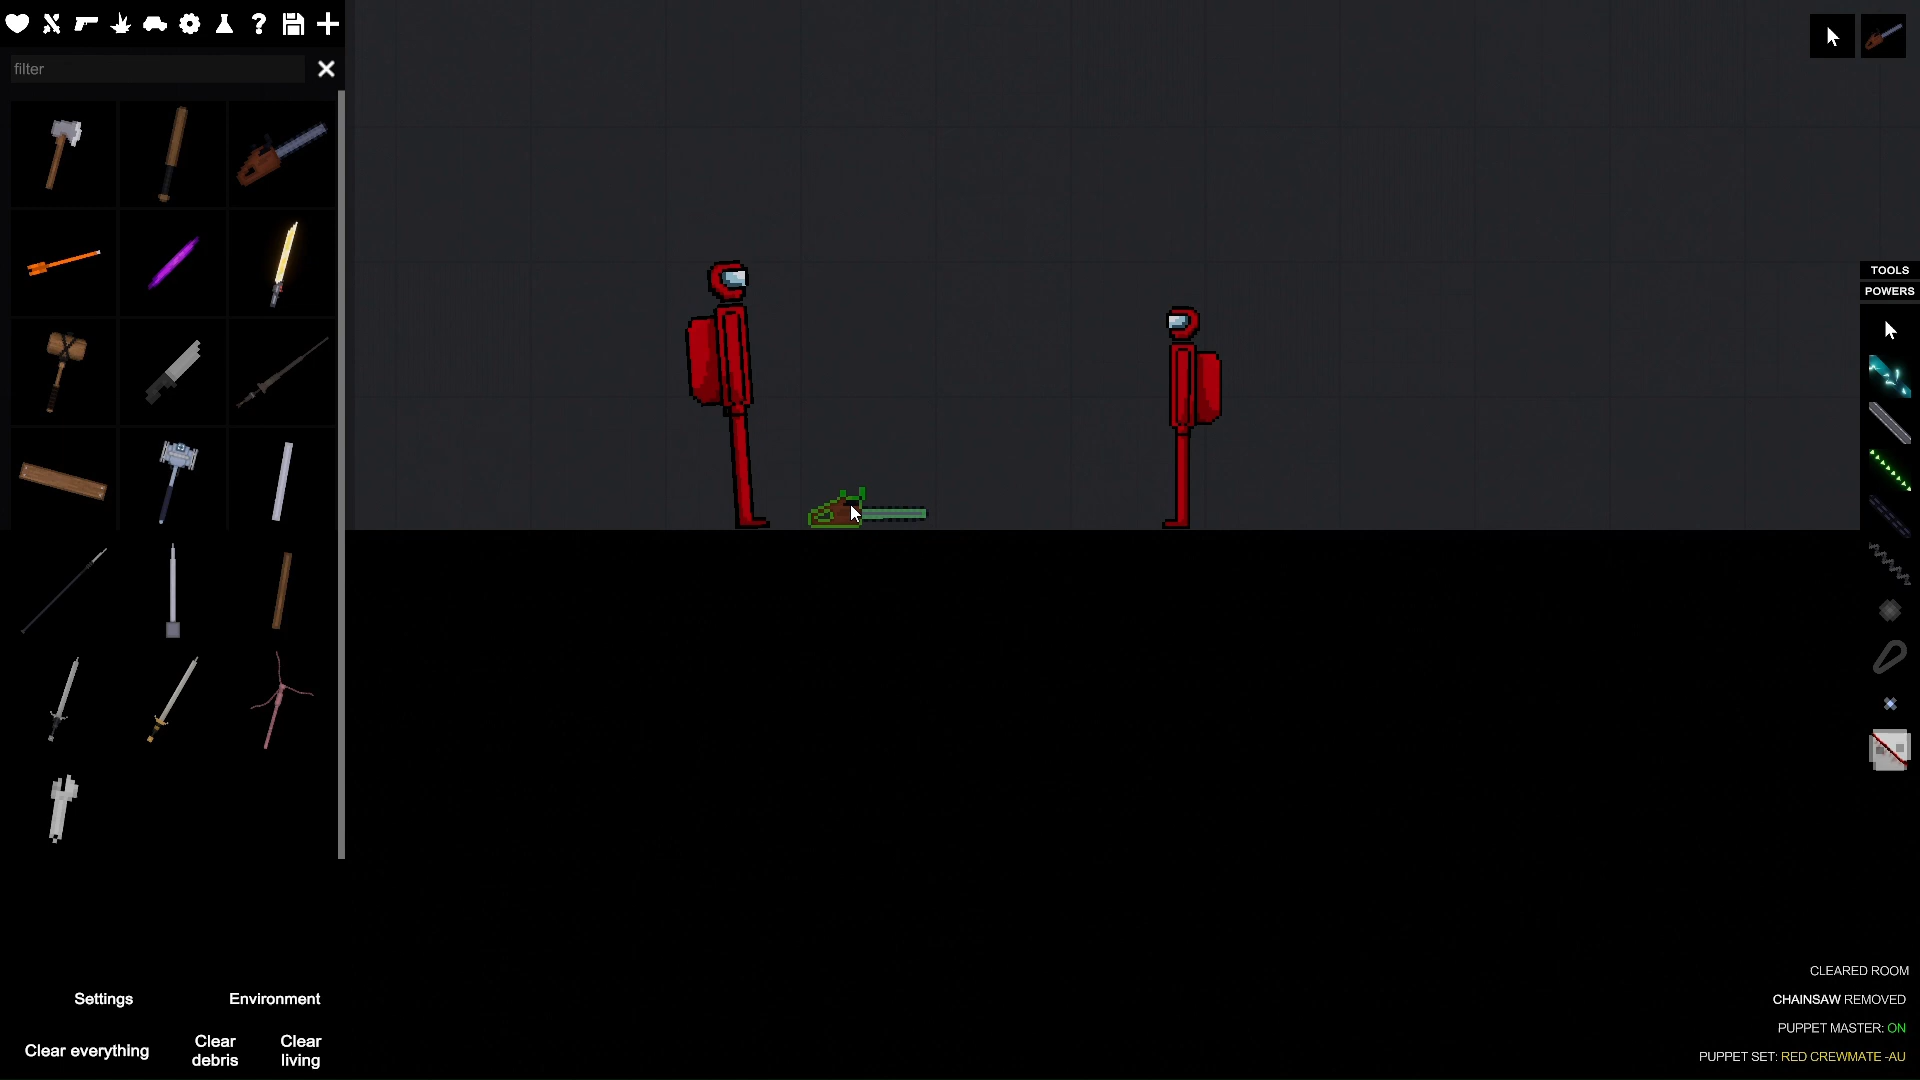 filter
TOOLS
POWERS
CLEARED ROOM
Settings
Environment
CHAINSAW REMOVED
PUPPET MASTER: ON
Clear everything
Clear debris
Clear living
PUPPET SET: RED CREWMATE -AU